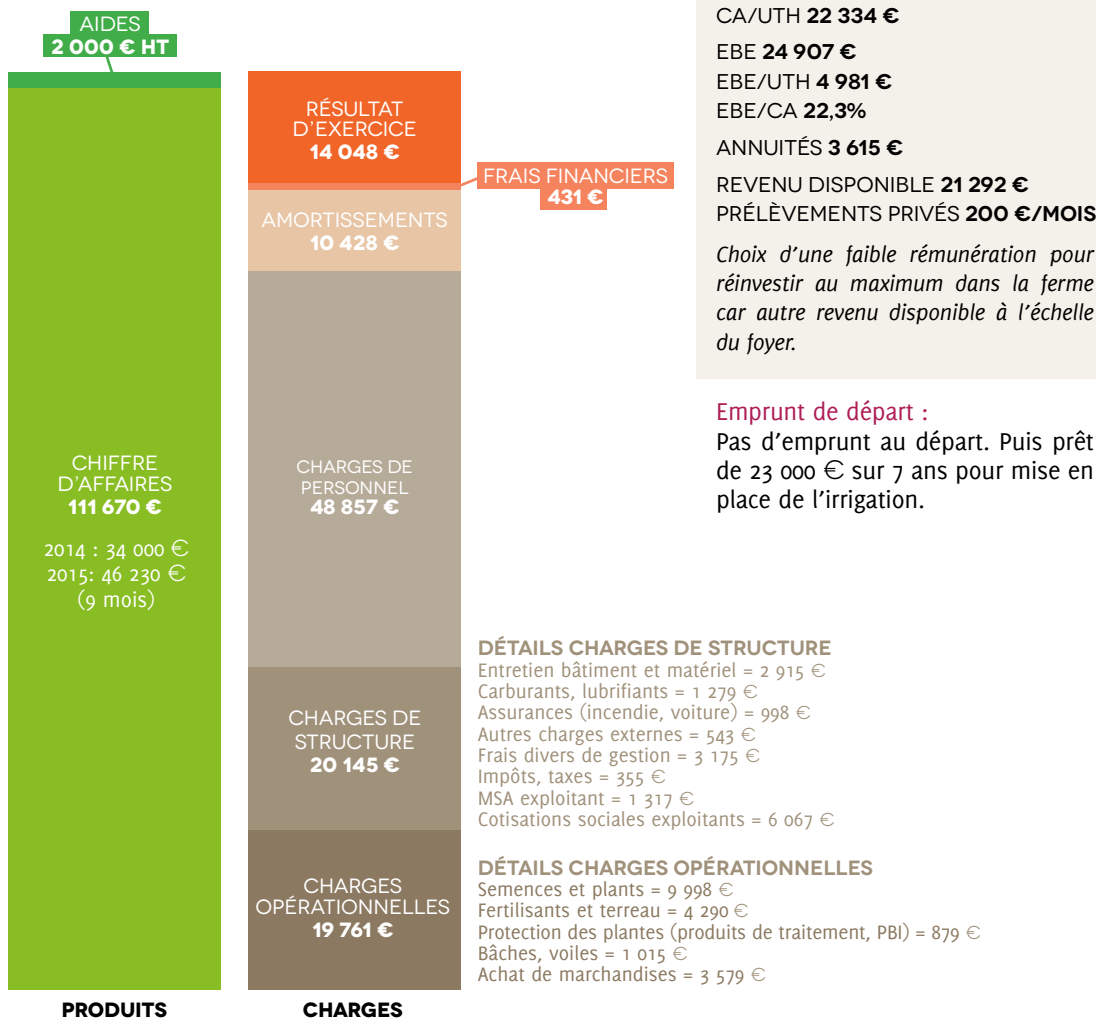 AIDES
2 000 € HT
CHIFFRE
D'AFFAIRES
111 670 €
2014 : 34 000 €
2015: 46 230 €
(9 mois)
PRODUITS
RÉSULTAT
D'EXERCICE
14 048 €
FRAIS FINANCIERS
431 €
AMORTISSEMENTS
10 428 €
CHARGES DE
PERSONNEL
48 857 €
CHARGES DE
STRUCTURE
20 145 €
CHARGES
OPÉRATIONNELLES
19 761 €
CHARGES
DÉTAILS CHARGES DE STRUCTURE
Entretien bâtiment et matériel = 2 915 €
Carburants, lubrifiants = 1 279 €
Assurances (incendie, voiture) = 998 €
Autres charges externes = 543 €
Frais divers de gestion = 3 175 €
Impôts, taxes = 355 €
MSA exploitant = 1 317 €
Cotisations sociales exploitants = 6 067 €
DÉTAILS CHARGES OPÉRATIONNELLES
Semences et plants = 9 998 €
Fertilisants et terreau = 4 290 €
Protection des plantes (produits de traitement, PBI) = 879 €
Bâches, voiles = 1 015 €
Achat de marchandises = 3 579 €
CA/UTH 22 334 €
EBE 24 907 €
EBE/UTH 4 981 €
EBE/CA 22,3%
ANNUITÉS 3 615 €
REVENU DISPONIBLE 21 292 €
PRÉLÈVEMENTS PRIVÉS 200 €/MOIS
Choix d'une faible rémunération pour
réinvestir au maximum dans la ferme
car autre revenu disponible à l'échelle
du foyer.
Emprunt de départ :
Pas d'emprunt au départ. Puis prêt
de 23 000 € sur 7 ans pour mise en
place de l'irrigation.